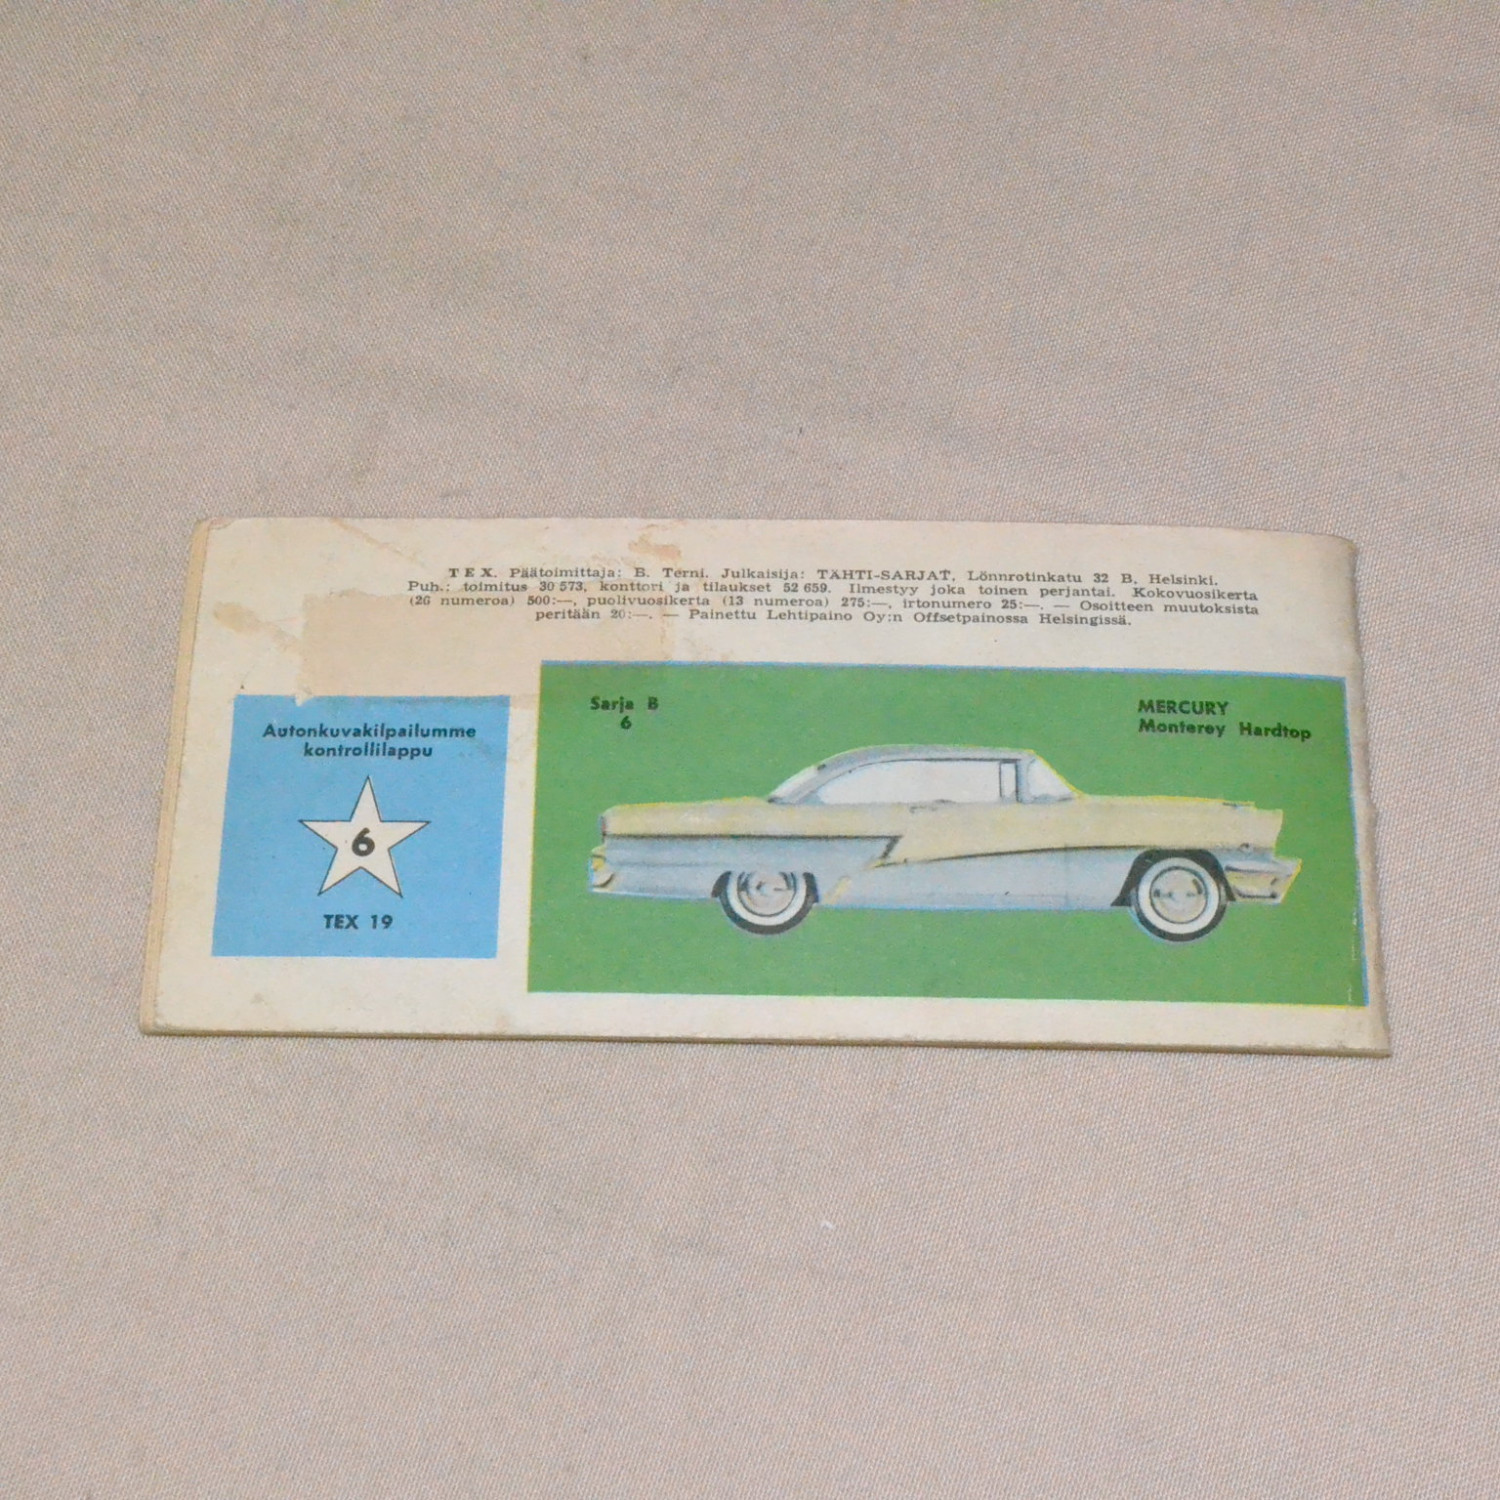 TEX. Päätoimittaja: B. Terni. Julkaisija: TÄHTI-SARJAT, Lönnrotinkatu 32 B, Helsinki.
Puh.: toimitus 30 573, konttori ja tilaukset 52 659. Ilmestyy joka toinen perjantai. Kokovuosikerta
(26 numeroa) 500:—, puolivuosikerta (13 numeroa) 275:—, irtonumero 25:—. — Osoitteen muutoksista
peritään 20:—. — Painettu Lehtipaino Oy:n Offsetpainossa Helsingissä.
Autonkuvakilpailumme
kontrollilappu
6
TEX 19
Sarja B
6
MERCURY
Monterey Hardtop